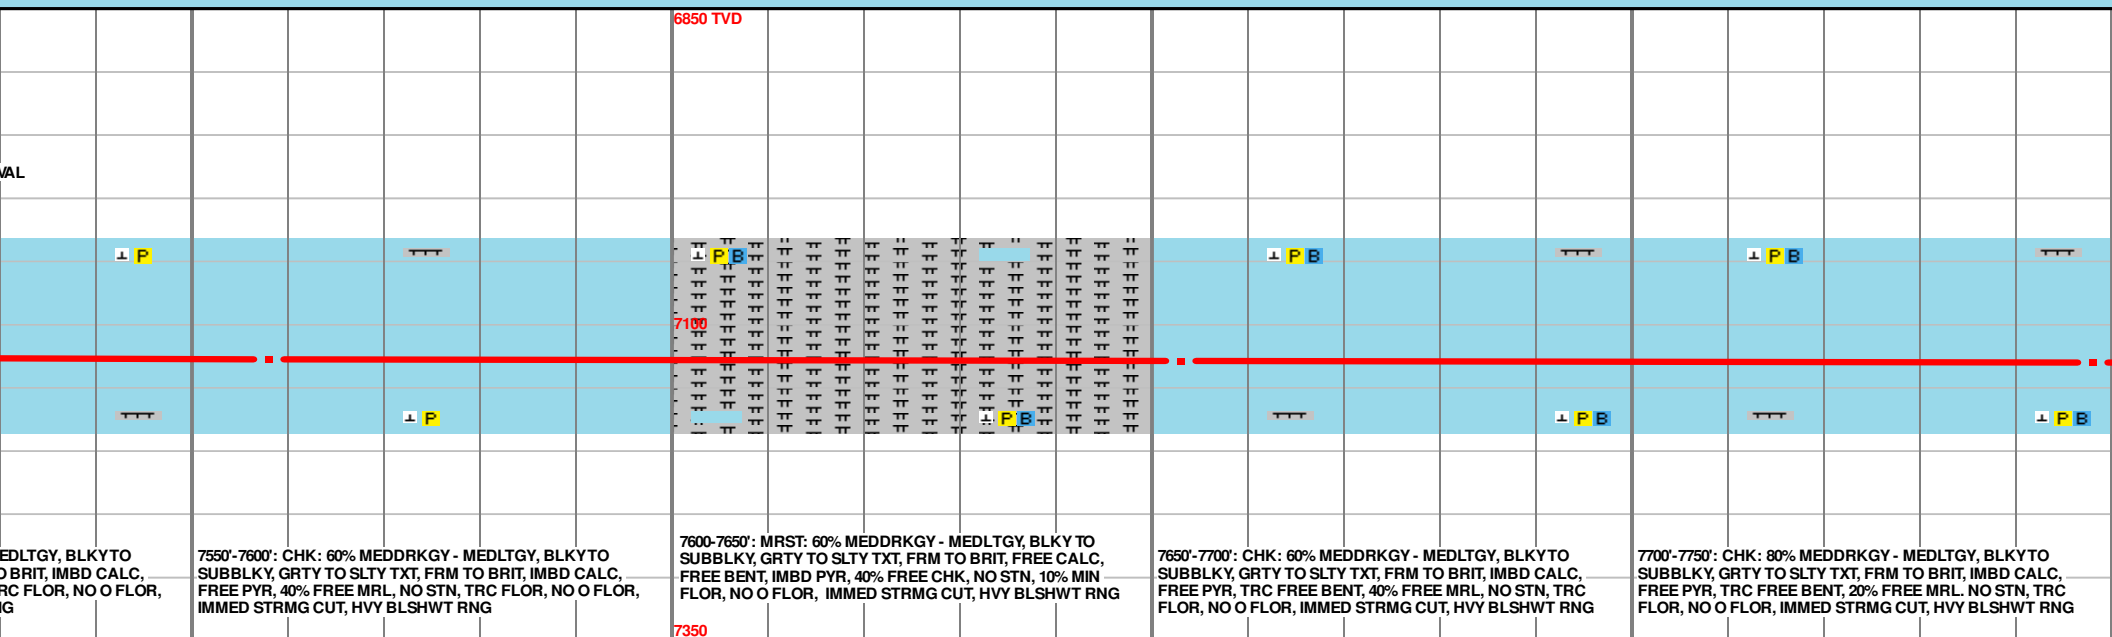 6850 TVD
VAL
P
P B
P B
P B
7100
P
P B
P B
P B
EDLTGY, BLKY TO
O BRIT, IMBD CALC,
RC FLOR, NO O FLOR,
NG
7550'-7600': CHK: 60% MEDDRKGY - MEDLTGY, BLKY TO
SUBBLKY, GRTY TO SLTY TXT, FRM TO BRIT, IMBD CALC,
FREE PYR, 40% FREE MRL, NO STN, TRC FLOR, NO O FLOR,
IMMED STRMG CUT, HVY BLSHWT RNG
7600-7650': MRST: 60% MEDDRKGY - MEDLTGY, BLKY TO
SUBBLKY, GRTY TO SLTY TXT, FRM TO BRIT, FREE CALC,
FREE BENT, IMBD PYR, 40% FREE CHK, NO STN, 10% MIN
FLOR, NO O FLOR, IMMED STRMG CUT, HVY BLSHWT RNG
7650'-7700': CHK: 60% MEDDRKGY - MEDLTGY, BLKY TO
SUBBLKY, GRTY TO SLTY TXT, FRM TO BRIT, IMBD CALC,
FREE PYR, TRC FREE BENT, 40% FREE MRL, NO STN, TRC
FLOR, NO O FLOR, IMMED STRMG CUT, HVY BLSHWT RNG
7700'-7750': CHK: 80% MEDDRKGY - MEDLTGY, BLKY TO
SUBBLKY, GRTY TO SLTY TXT, FRM TO BRIT, IMBD CALC,
FREE PYR, TRC FREE BENT, 20% FREE MRL. NO STN, TRC
FLOR, NO O FLOR, IMMED STRMG CUT, HVY BLSHWT RNG
7350